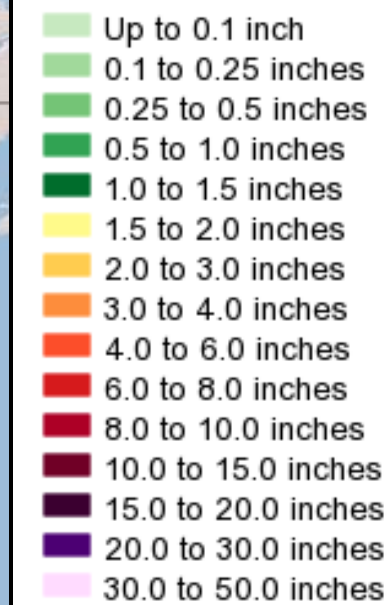 Up to 0.1 inch
0.1 to 0.25 inches
0.25 to 0.5 inches
0.5 to 1.0 inches
1.0 to 1.5 inches
1.5 to 2.0 inches
2.0 to 3.0 inches
3.0 to 4.0 inches
4.0 to 6.0 inches
6.0 to 8.0 inches
8.0 to 10.0 inches
10.0 to 15.0 inches
15.0 to 20.0 inches
20.0 to 30.0 inches
30.0 to 50.0 inches